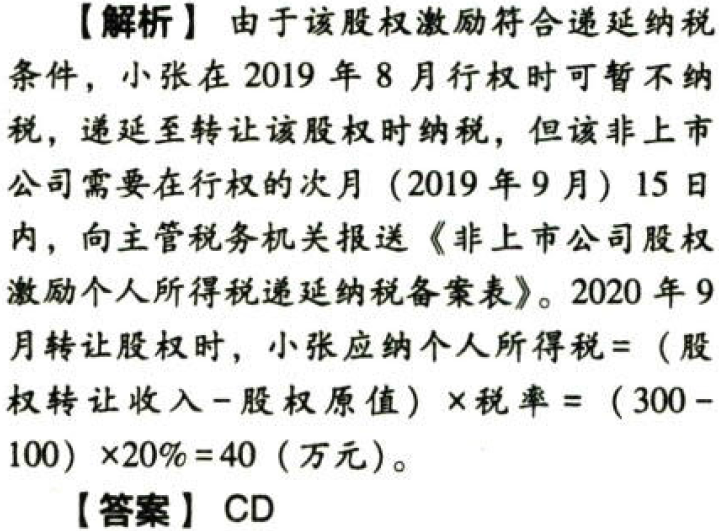 【解析】 由于该股权激励符合递延纳税
条件，小张在 2019 年 8 月行权时可暂不纳
税，递延至转让该股权时纳税，但该非上市
公司需要在行权的次月（2019 年 9 月）15 日
内，向主管税务机关报送《非上市公司股权
激励个人所得税递延纳税备案表》。2020 年 9
月转让股权时，小张应纳个人所得税=（股
权转让收入-股权原值）×税率=（300-
100）×20%=40（万元）。
【答案】 CD